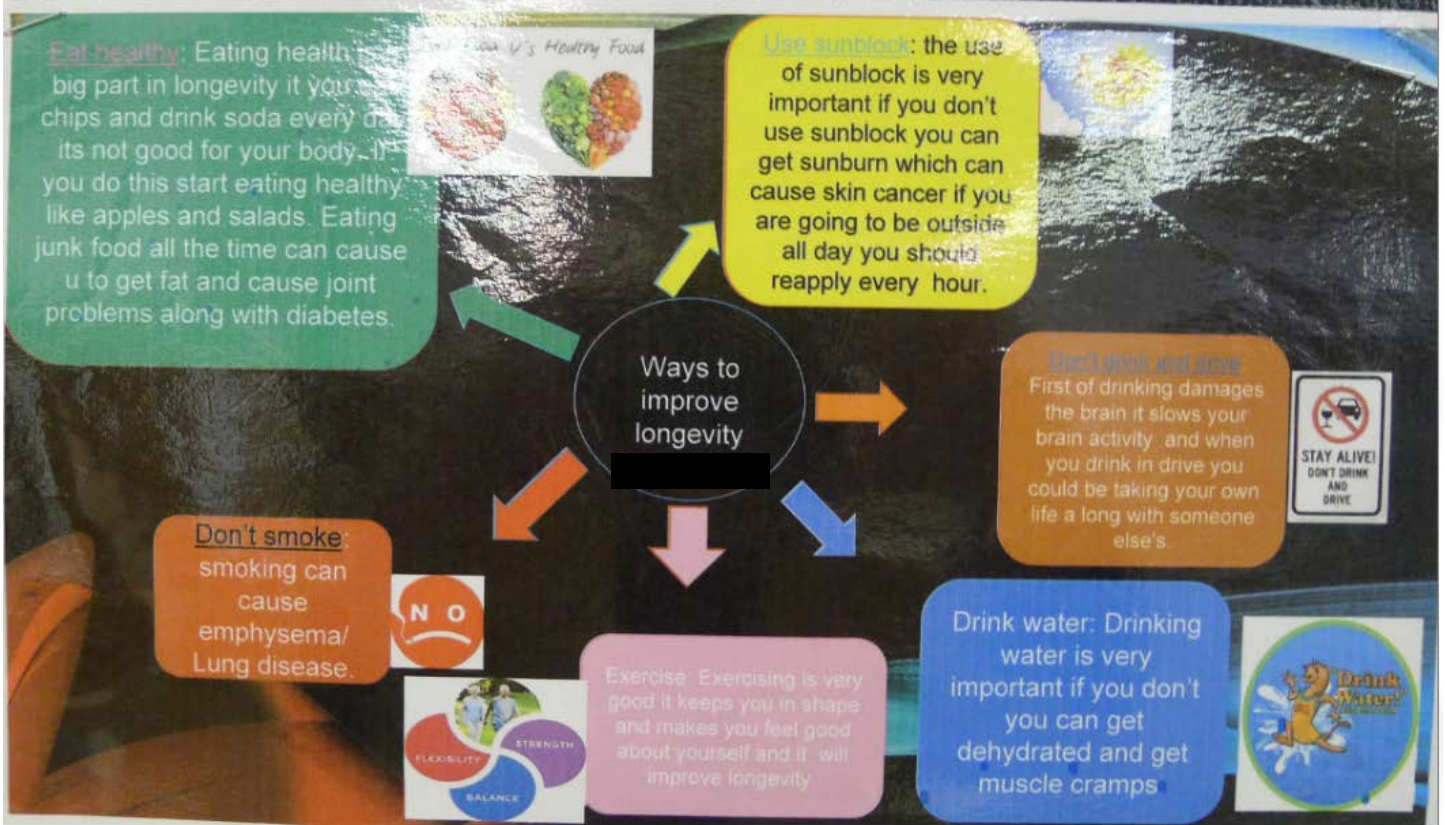 Eat healthy: Eating health is
big part in longevity it you
chips and drink soda every
its not good for your body. If
you do this start eating healthy
like apples and salads. Eating
junk food all the time can cause
u to get fat and cause joint
problems along with diabetes.
Food V's Healthy Food
Use sunblock: the use
of sunblock is very
important if you don't
use sunblock you can
get sunburn which can
cause skin cancer if you
are going to be outside
all day you should
reapply every hour.
Ways to
improve
longevity
Don't drink and drive
First of drinking damages
the brain it slows your
brain activity and when
you drink in drive you
could be taking your own
life a long with someone
else's.
STAY ALIVE!
DON'T DRINK
AND
DRIVE
Don't smoke:
smoking can
cause
emphysema/
Lung disease.
NO
FLEXIBILITY
STRENGTH
BALANCE
Exercise: Exercising is very
good it keeps you in shape
and makes you feel good
about yourself and it will
improve longevity
Drink water: Drinking
water is very
important if you don't
you can get
dehydrated and get
muscle cramps
Drink
Water!